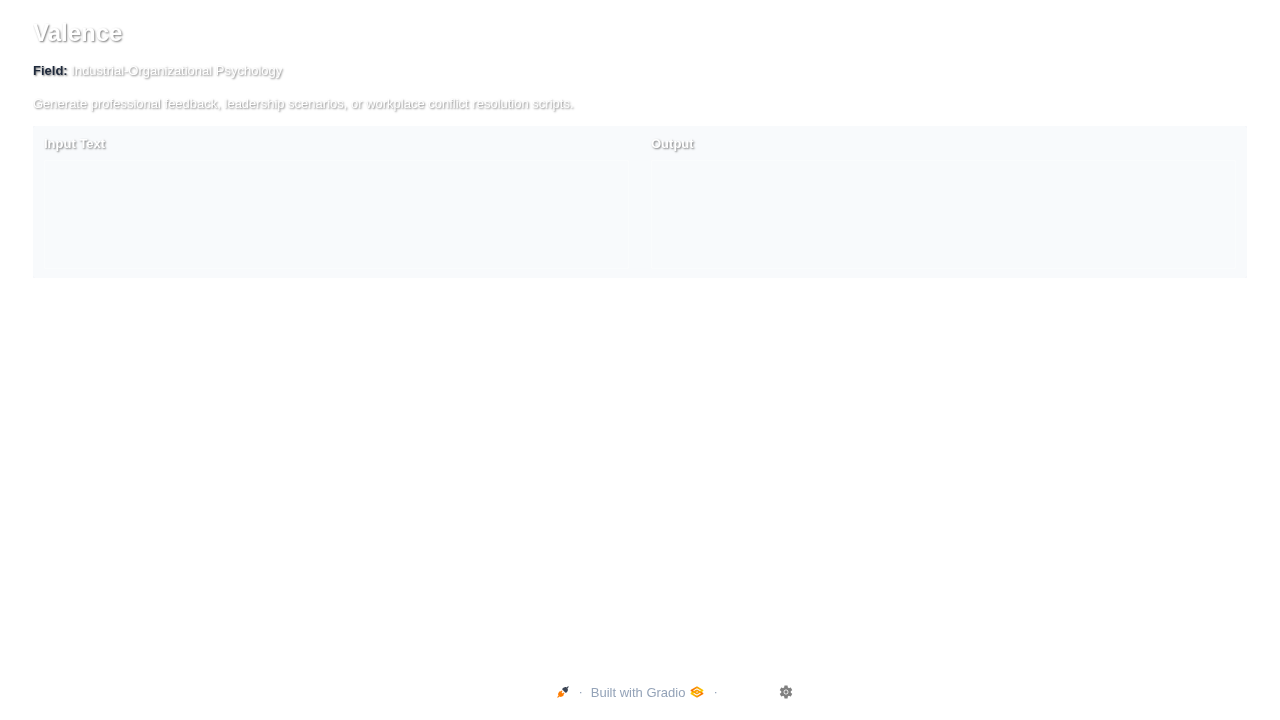 Valence
Field: Industrial-Organizational Psychology
Generate professional feedback, leadership scenarios, or workplace conflict resolution scripts.
Input Text
Output
· Built with Gradio ·